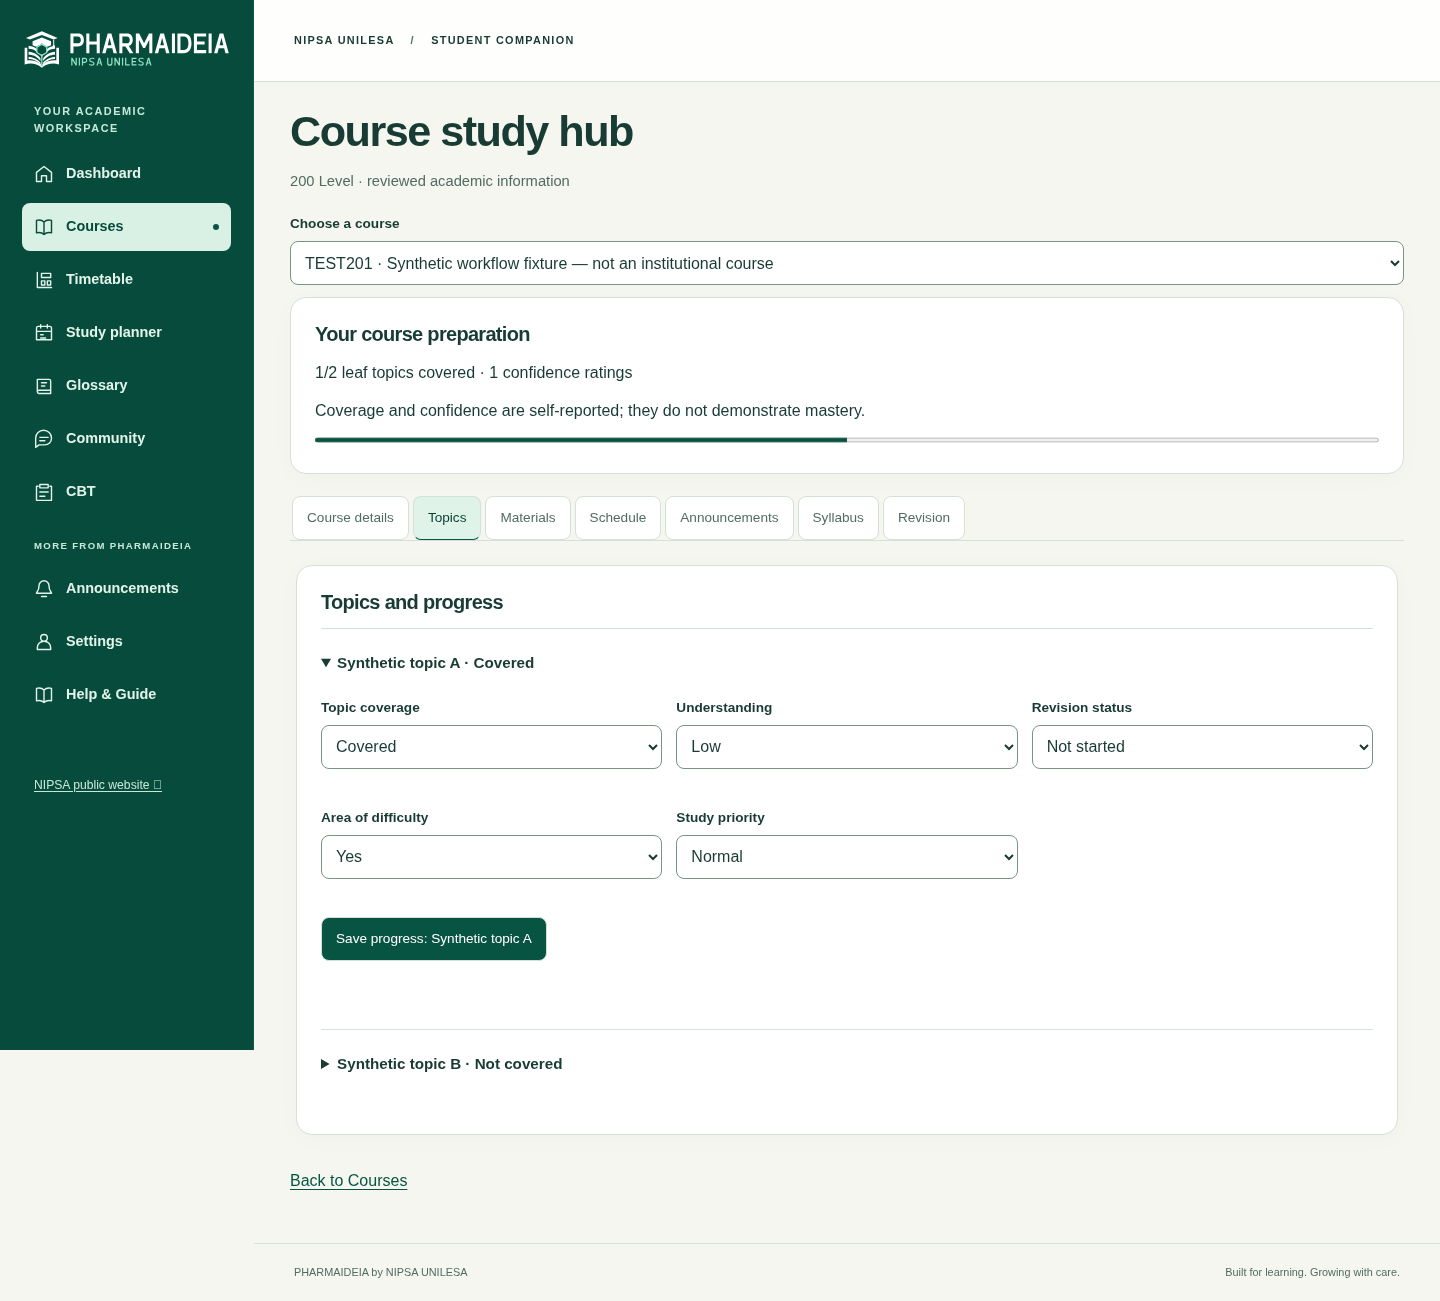 PHARMAIDEIA
NIPSA UNILESA
YOUR ACADEMIC
WORKSPACE
Dashboard
Courses
Timetable
Study planner
Glossary
Community
CBT
MORE FROM PHARMAIDEIA
Announcements
Settings
Help & Guide
NIPSA public website
NIPSA UNILESA / STUDENT COMPANION
Course study hub
200 Level · reviewed academic information
Choose a course
TEST201 · Synthetic workflow fixture — not an institutional course
Your course preparation
1/2 leaf topics covered · 1 confidence ratings
Coverage and confidence are self-reported; they do not demonstrate mastery.
Course details Topics Materials Schedule Announcements Syllabus Revision
Topics and progress
Synthetic topic A · Covered
Topic coverage Understanding Revision status
Covered Low Not started
Area of difficulty Study priority
Yes Normal
Save progress: Synthetic topic A
Synthetic topic B · Not covered
Back to Courses
PHARMAIDEIA by NIPSA UNILESA Built for learning. Growing with care.